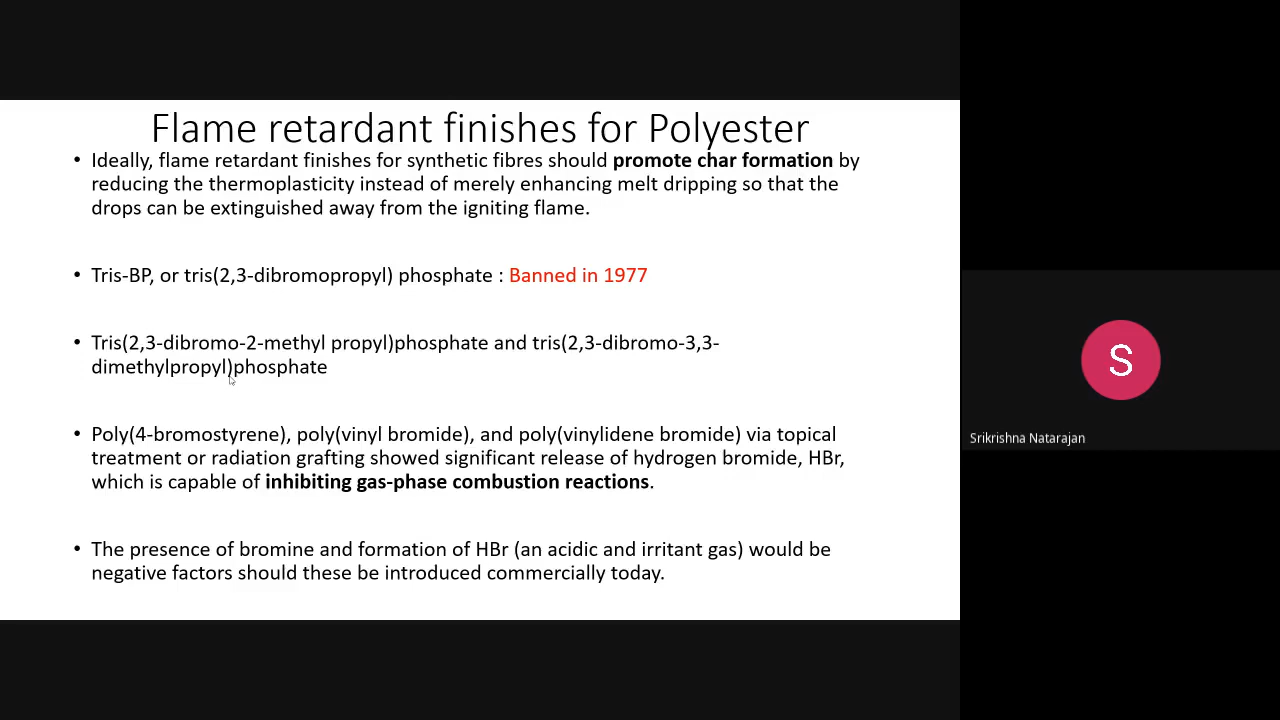 Flame retardant finishes for Polyester
• Ideally, flame retardant finishes for synthetic fibres should promote char formation by
reducing the thermoplasticity instead of merely enhancing melt dripping so that the
drops can be extinguished away from the igniting flame.
• Tris-BP, or tris(2,3-dibromopropyl) phosphate : Banned in 1977
• Tris(2,3-dibromo-2-methyl propyl)phosphate and tris(2,3-dibromo-3,3-
dimethylpropyl)phosphate
• Poly(4-bromostyrene), poly(vinyl bromide), and poly(vinylidene bromide) via topical
treatment or radiation grafting showed significant release of hydrogen bromide, HBr,
which is capable of inhibiting gas-phase combustion reactions.
• The presence of bromine and formation of HBr (an acidic and irritant gas) would be
negative factors should these be introduced commercially today.
S
Srikrishna Natarajan